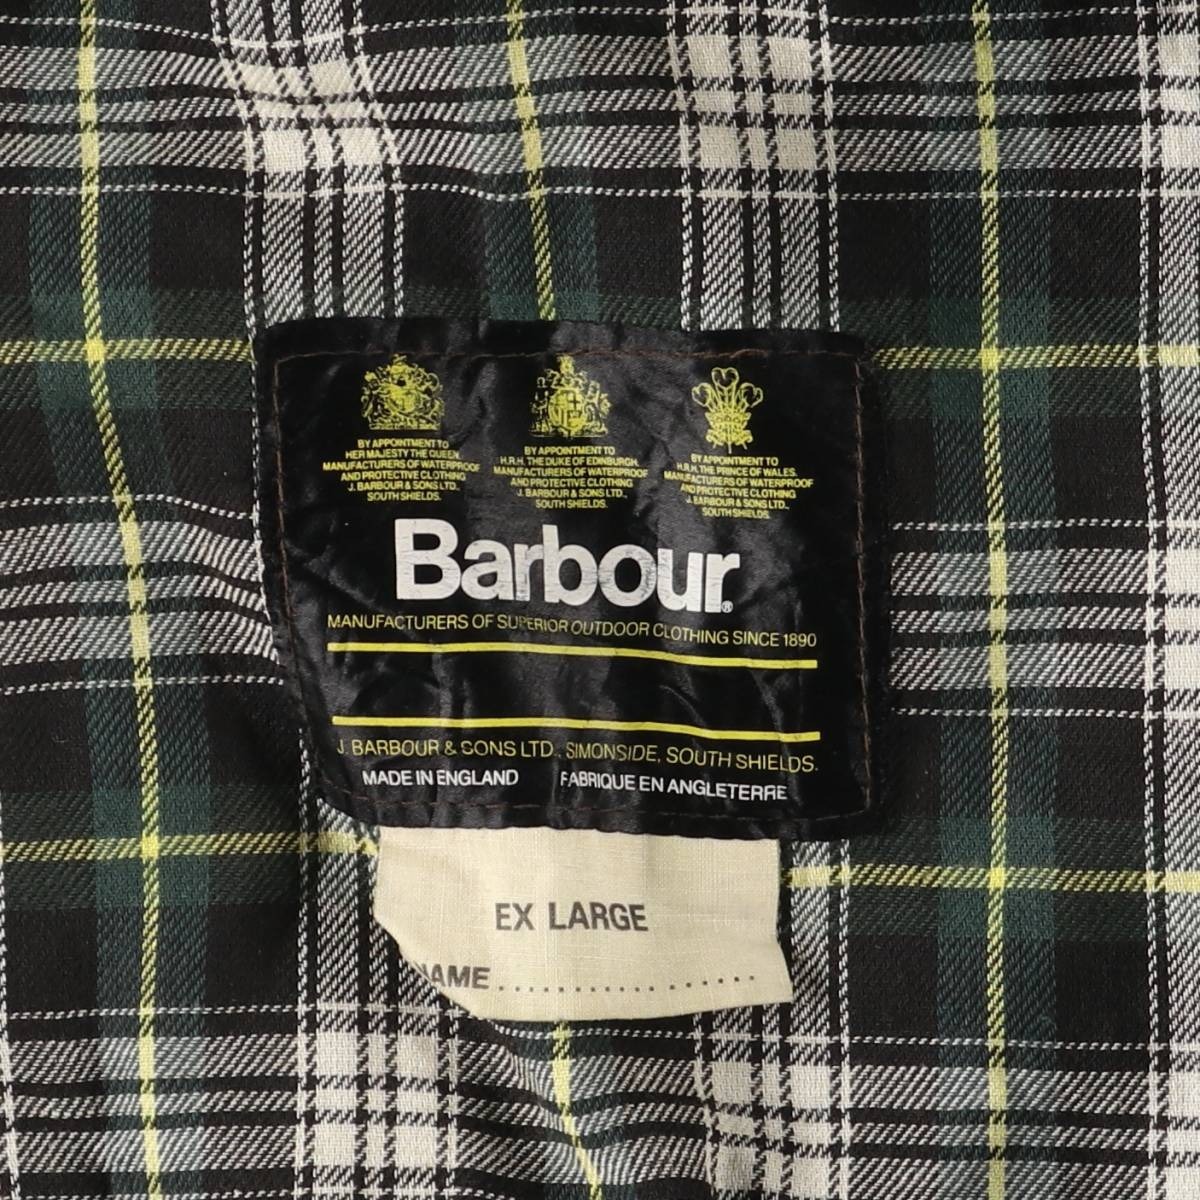 BY APPOINTMENT TO
HER MAJESTY THE QUEEN
MANUFACTURERS OF WATERPROOF
AND PROTECTIVE CLOTHING
J. BARBOUR & SONS LTD.,
SOUTH SHIELDS.
BY APPOINTMENT TO
H.R.H. THE DUKE OF EDINBURGH.
MANUFACTURERS OF WATERPROOF
AND PROTECTIVE CLOTHING
J. BARBOUR & SONS LTD.,
SOUTH SHIELDS.
BY APPOINTMENT TO
H.R.H. THE PRINCE OF WALES.
MANUFACTURERS OF WATERPROOF
AND PROTECTIVE CLOTHING
J. BARBOUR & SONS LTD.,
SOUTH SHIELDS.
Barbour®
MANUFACTURERS OF SUPERIOR OUTDOOR CLOTHING SINCE 1890
J. BARBOUR & SONS LTD., SIMONSIDE, SOUTH SHIELDS.
MADE IN ENGLAND FABRIQUE EN ANGLETERRE
EX LARGE
NAME................